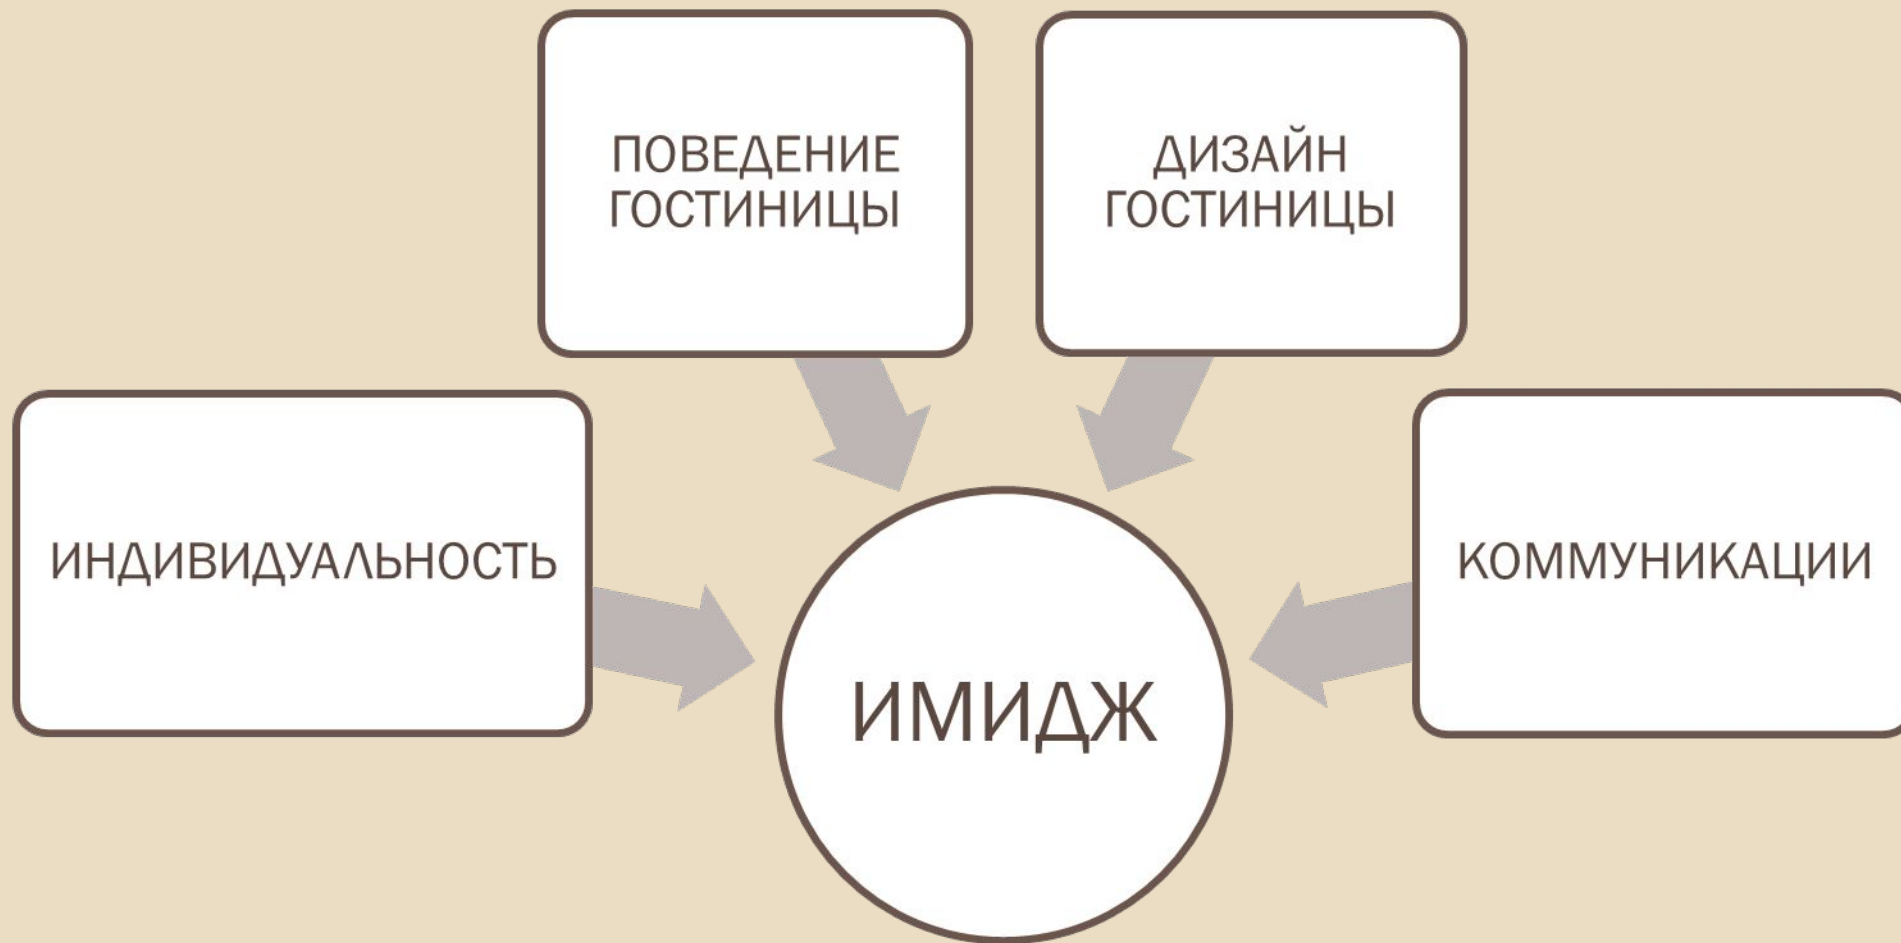 ПОВЕДЕНИЕ
ГОСТИНИЦЫ
ДИЗАЙН
ГОСТИНИЦЫ
ИНДИВИДУАЛЬНОСТЬ
КОММУНИКАЦИИ
ИМИДЖ